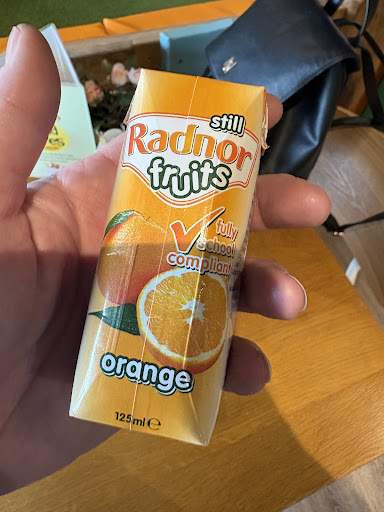 still
Radnor
fruits
fully
school
compliant
orange
125ml e